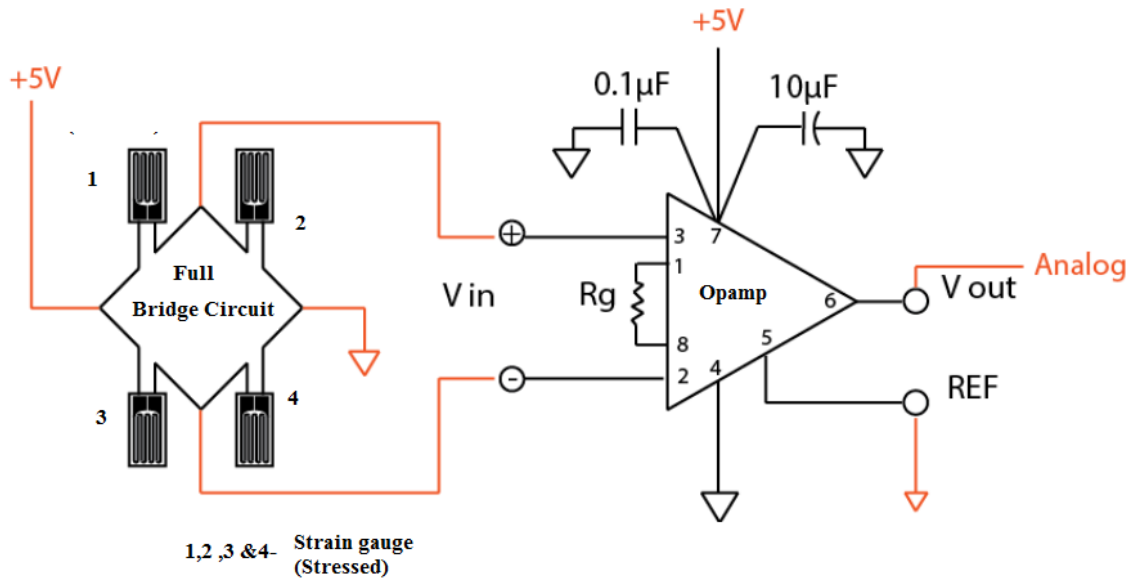 +5V
+5V
0.1µF
10µF
1
2
Full
Bridge Circuit
3
4
V in
+
-
Rg
3
7
1
Opamp
6
8
5
2
4
V out
Analog
REF
1,2 ,3 &4- Strain gauge
(Stressed)